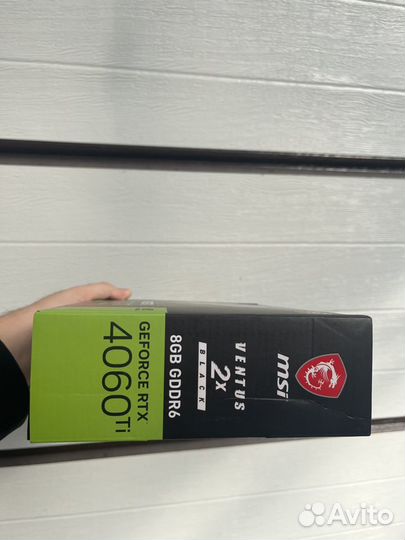 msi
VENTUS
2X
BLACK
8GB GDDR6
GEFORCE RTX
4060Ti
Avito